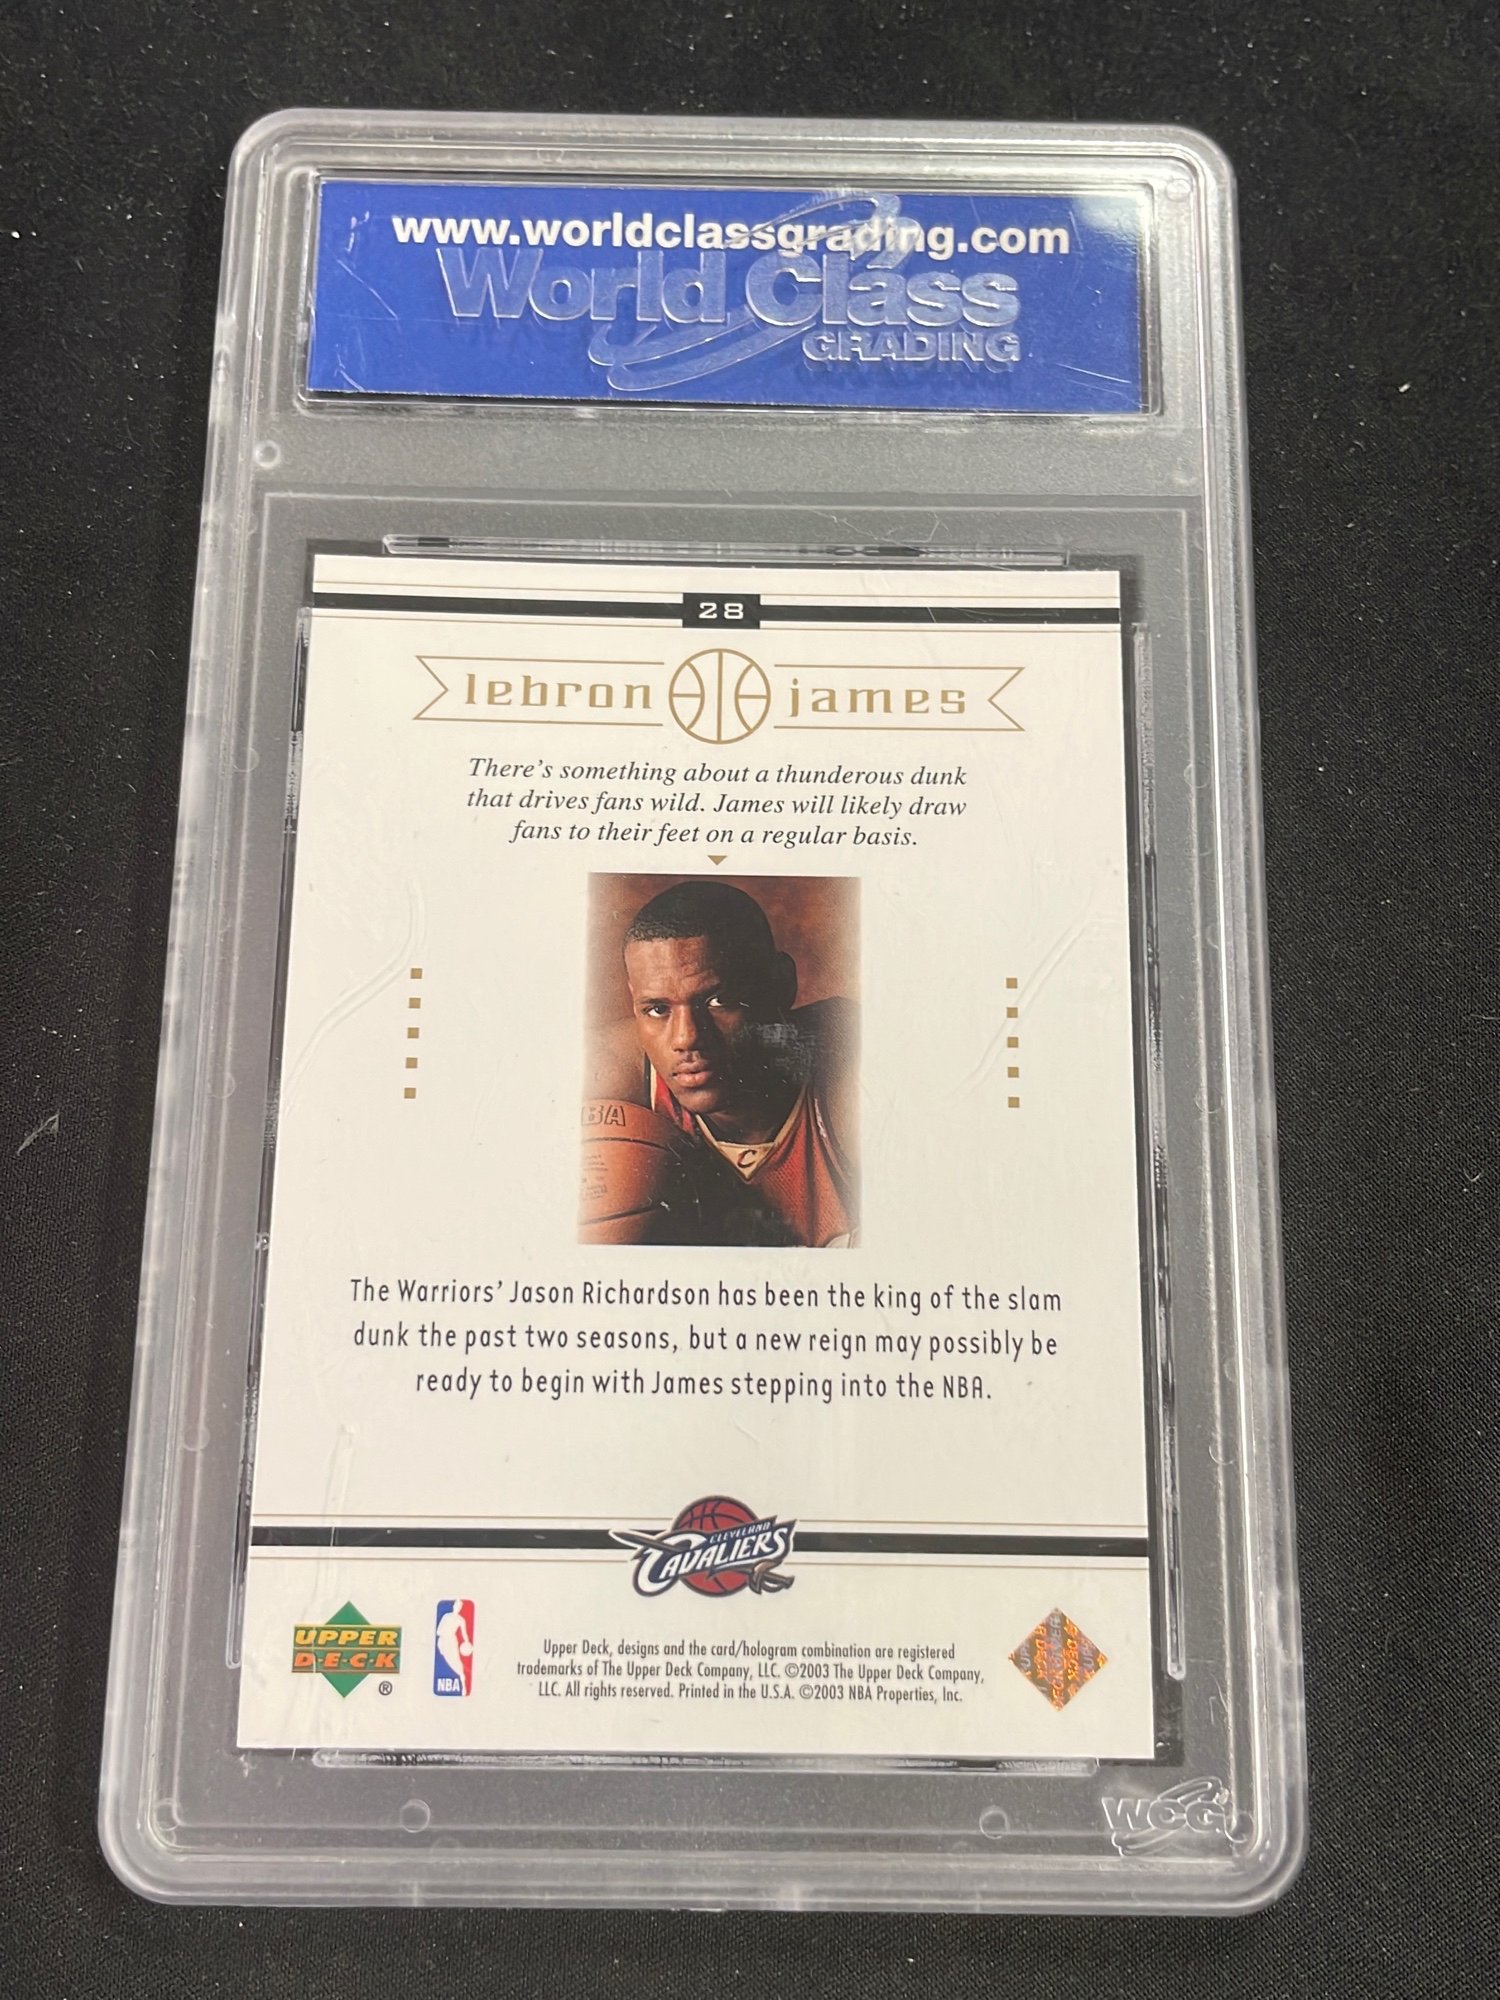 www.worldclassgrading.com
World Class
GRADING
28
lebron james
There's something about a thunderous dunk
that drives fans wild. James will likely draw
fans to their feet on a regular basis.
BA
C
The Warriors' Jason Richardson has been the king of the slam
dunk the past two seasons, but a new reign may possibly be
ready to begin with James stepping into the NBA.
CLEVELAND
CAVALIERS
UPPER
D·E·C·K
®
NBA
Upper Deck, designs and the card/hologram combination are registered
trademarks of The Upper Deck Company, LLC. ©2003 The Upper Deck Company,
LLC. All rights reserved. Printed in the U.S.A. ©2003 NBA Properties, Inc.
WCG